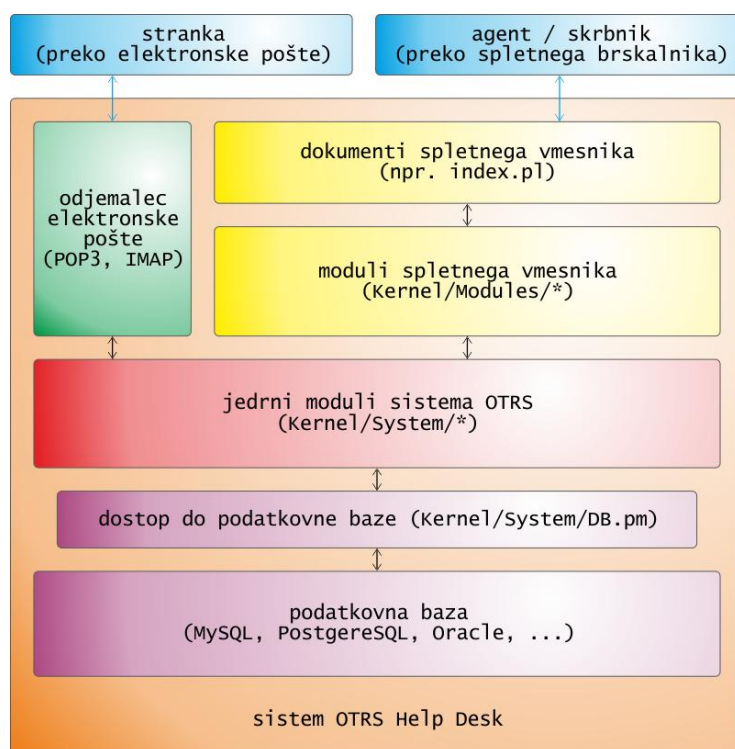 stranka
(preko elektronske pošte)
agent / skrbnik
(preko spletnega brskalnika)
odjemalec
elektronske
pošte
(POP3, IMAP)
dokumenti spletnega vmesnika
(npr. index.pl)
moduli spletnega vmesnika
(Kernel/Modules/*)
jedrni moduli sistema OTRS
(Kernel/System/*)
dostop do podatkovne baze (Kernel/System/DB.pm)
podatkovna baza
(MySQL, PostgereSQL, Oracle, ...)
sistem OTRS Help Desk